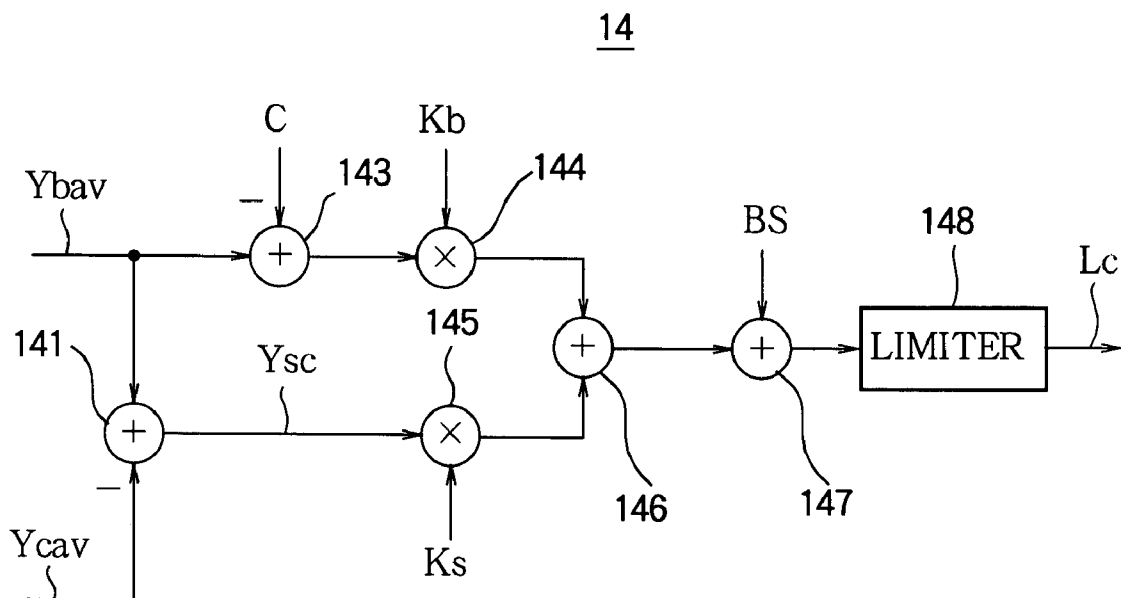 14
C
Kb
143
144
Ybav
−
+
×
BS
148
Lc
141
Ysc
145
+
+
LIMITER
+
×
−
146
147
Ycav
Ks